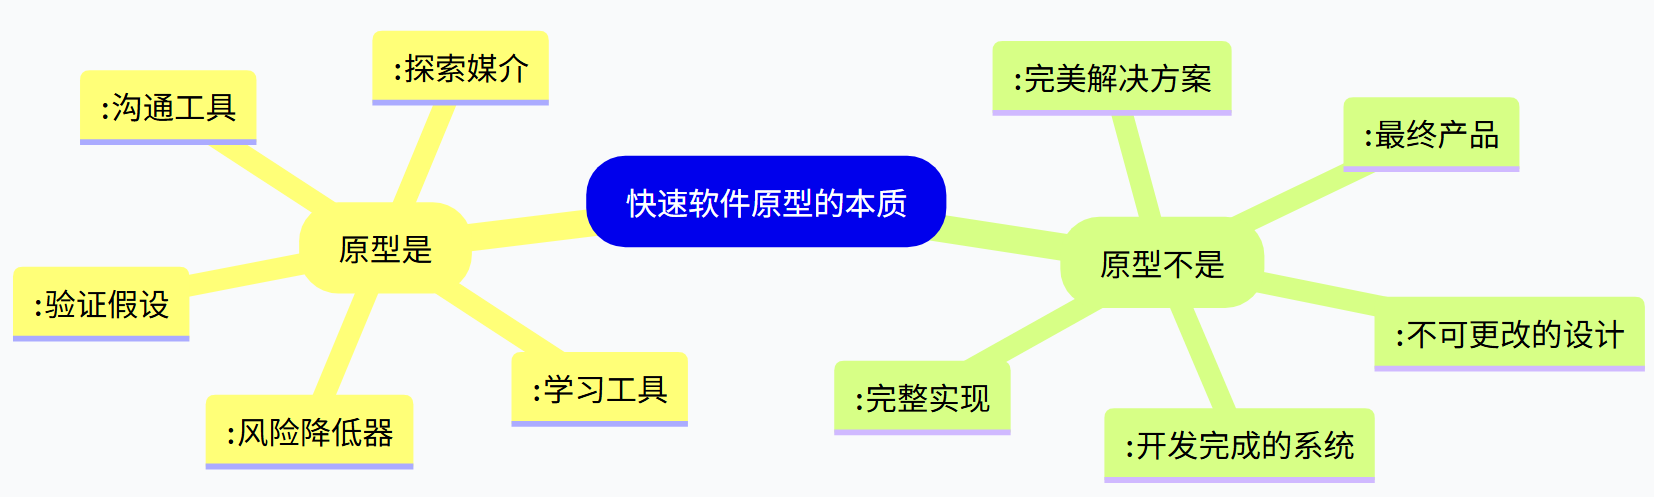 快速软件原型的本质
原型是
:探索媒介
:沟通工具
:验证假设
:风险降低器
:学习工具
原型不是
:完美解决方案
:最终产品
:不可更改的设计
:开发完成的系统
:完整实现